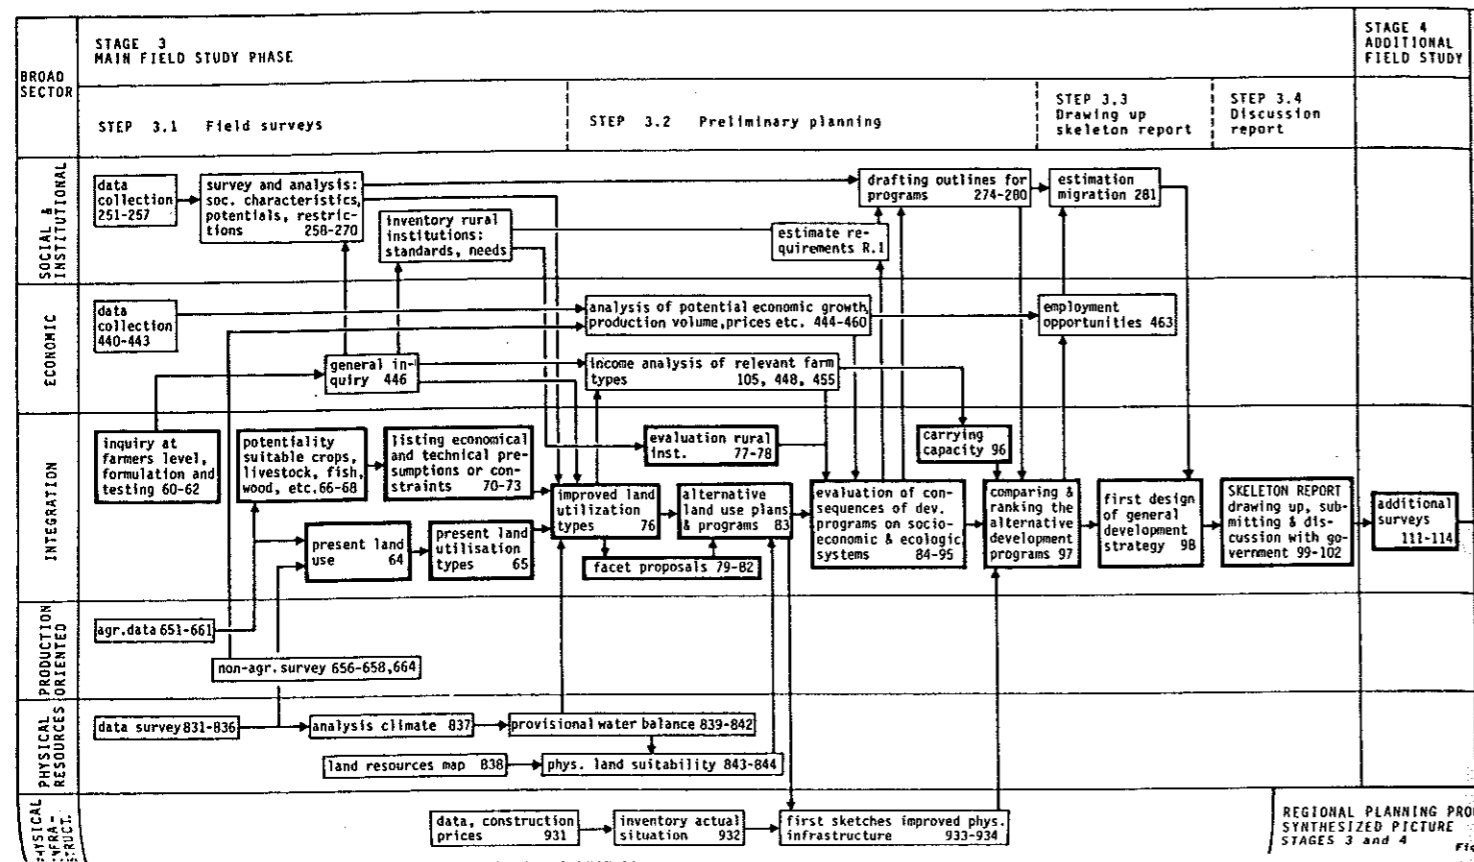 BROAD
SECTOR
STAGE 3
MAIN FIELD STUDY PHASE
STAGE 4
ADDITIONAL
FIELD STUDY
STEP 3.1 Field surveys
STEP 3.2 Preliminary planning
STEP 3.3
Drawing up
skeleton report
STEP 3.4
Discussion
report
SOCIAL &
INSTITUTIONAL
data
collection
251-257
survey and analysis:
soc. characteristics,
potentials, restric-
tions 258-270
inventory rural
institutions:
standards, needs
estimate re-
quirements R.1
drafting outlines for
programs 274-280
estimation
migration 281
ECONOMIC
data
collection
440-443
general in-
quiry 446
analysis of potential economic growth,
production volume,prices etc. 444-460
income analysis of relevant farm
types 105, 448, 455
employment
opportunities 463
INTEGRATION
inquiry at
farmers level,
formulation and
testing 60-62
potentiality
suitable crops,
livestock, fish,
wood, etc.66-68
listing economical
and technical pre-
sumptions or con-
straints 70-73
present land
use 64
present land
utilisation
types 65
improved land
utilization
types 76
facet proposals 79-82
evaluation rural
inst. 77-78
alternative
land use plans
& programs 83
evaluation of con-
sequences of dev.
programs on socio-
economic & ecologic
systems 84-95
carrying
capacity 96
comparing &
ranking the
alternative
development
programs 97
first design
of general
development
strategy 98
SKELETON REPORT
drawing up, sub-
mitting & dis-
cussion with go-
vernment 99-102
additional
surveys
111-114
PRODUCTION
ORIENTED
agr.data 651-661
non-agr. survey 656-658,664
PHYSICAL
RESOURCES
data survey 831-836
analysis climate 837
provisional water balance 839-842
land resources map 838
phys. land suitability 843-844
PHYSICAL
INFRA-
STRUCT.
data, construction
prices 931
inventory actual
situation 932
first sketches improved phys.
infrastructure 933-934
REGIONAL PLANNING PRO
SYNTHESIZED PICTURE
STAGES 3 and 4